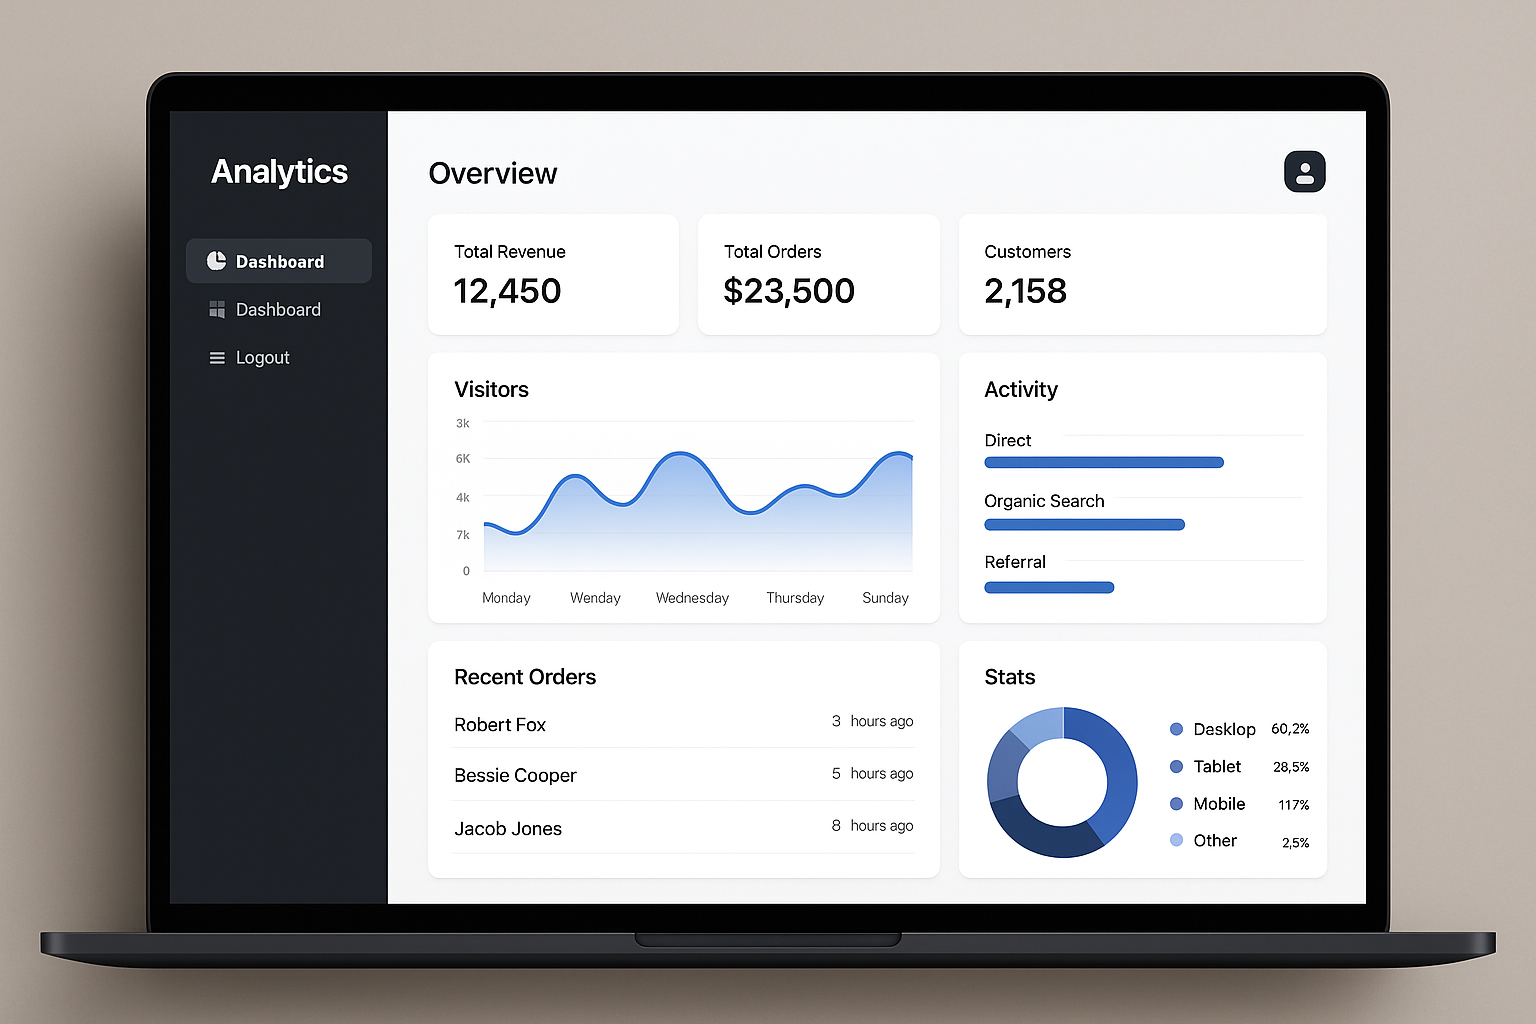 Analytics
Dashboard
Dashboard
Logout
Overview
Total Revenue
12,450
Total Orders
$23,500
Customers
2,158
Visitors
3k
6K
4k
7k
0
Monday Wenday Wednesday Thursday Sunday
Activity
Direct
Organic Search
Referral
Recent Orders
Robert Fox 3 hours ago
Bessie Cooper 5 hours ago
Jacob Jones 8 hours ago
Stats
Dasklop 60,2%
Tablet 28,5%
Mobile 117%
Other 2,5%